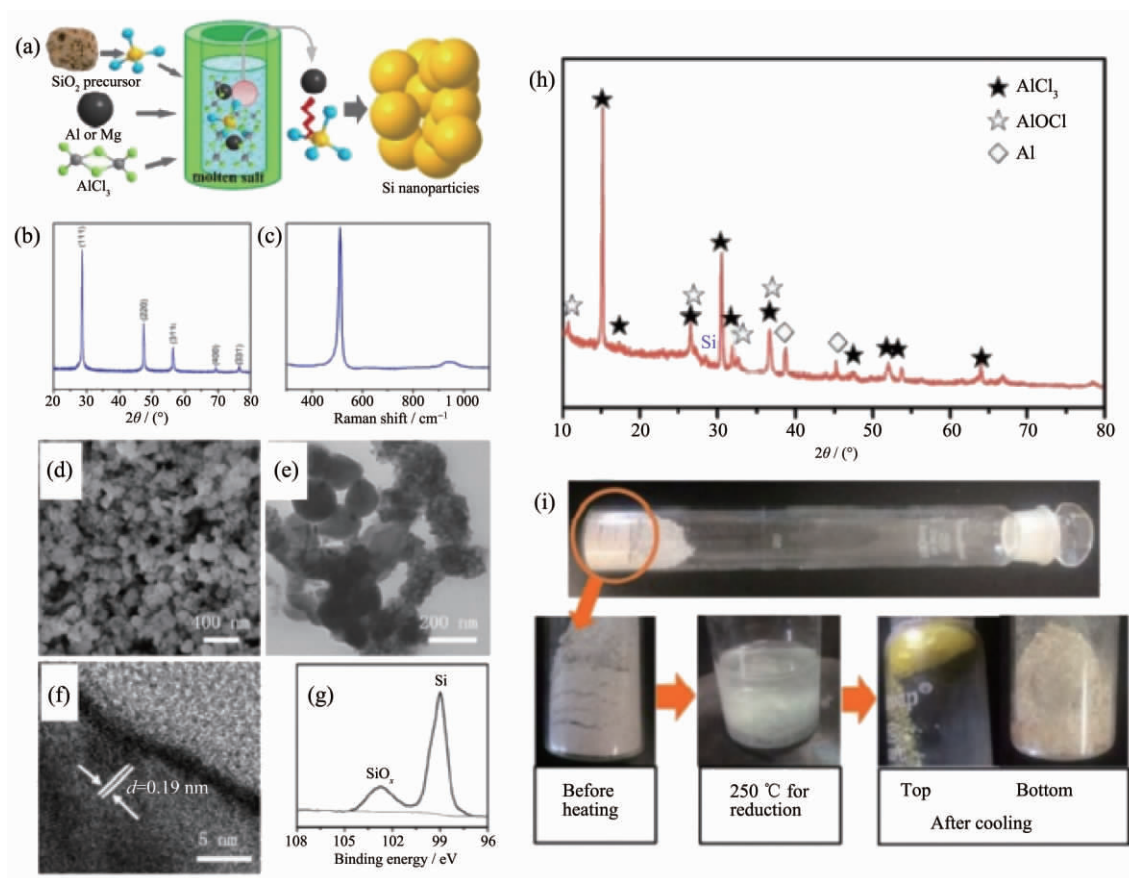 (a)
SiO₂ precursor
Al or Mg
AlCl₃
molten salt
Si nanoparticies
(b)
(111)
(220)
(311)
(400)
(331)
20 30 40 50 60 70 80
2θ / (°)
(c)
400 600 800 1 000
Raman shift / cm⁻¹
(d)
100 nm
(e)
200 nm
(f)
d=0.19 nm
5 nm
(g)
Si
SiOₓ
108 105 102 99 96
Binding energy / eV
(h)
AlCl₃
AlOCl
Al
Si
10 20 30 40 50 60 70 80
2θ / (°)
(i)
Before
heating
250 ℃ for
reduction
Top Bottom
After cooling